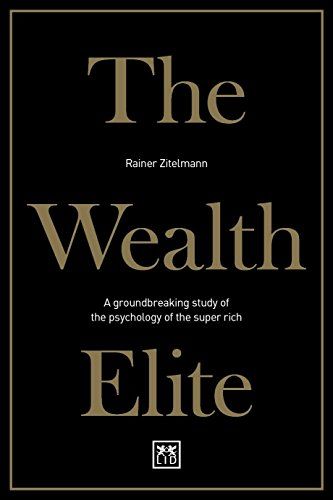 The
Rainer Zitelmann
Wealth
A groundbreaking study of
the psychology of the super rich
Elite
LID